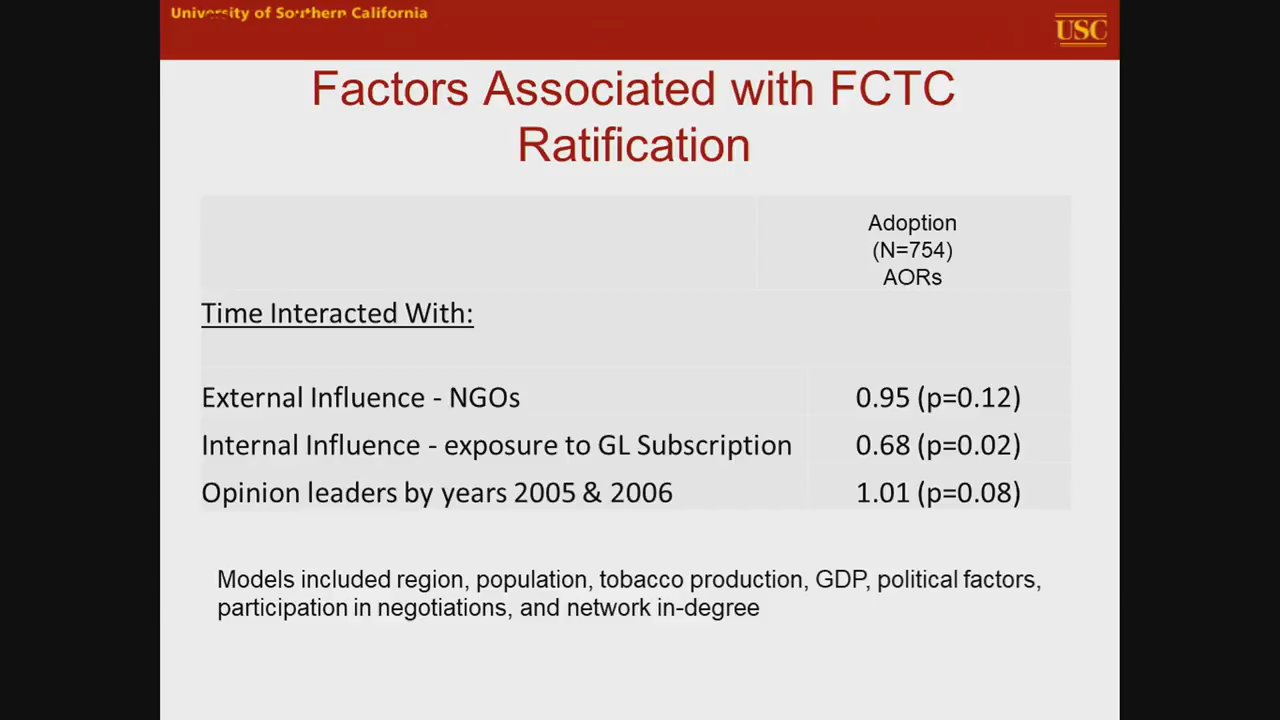 University of Southern California
USC
Factors Associated with FCTC
Ratification
Adoption
(N=754)
AORs
Time Interacted With:
External Influence - NGOs 0.95 (p=0.12)
Internal Influence - exposure to GL Subscription 0.68 (p=0.02)
Opinion leaders by years 2005 & 2006 1.01 (p=0.08)
Models included region, population, tobacco production, GDP, political factors,
participation in negotiations, and network in-degree